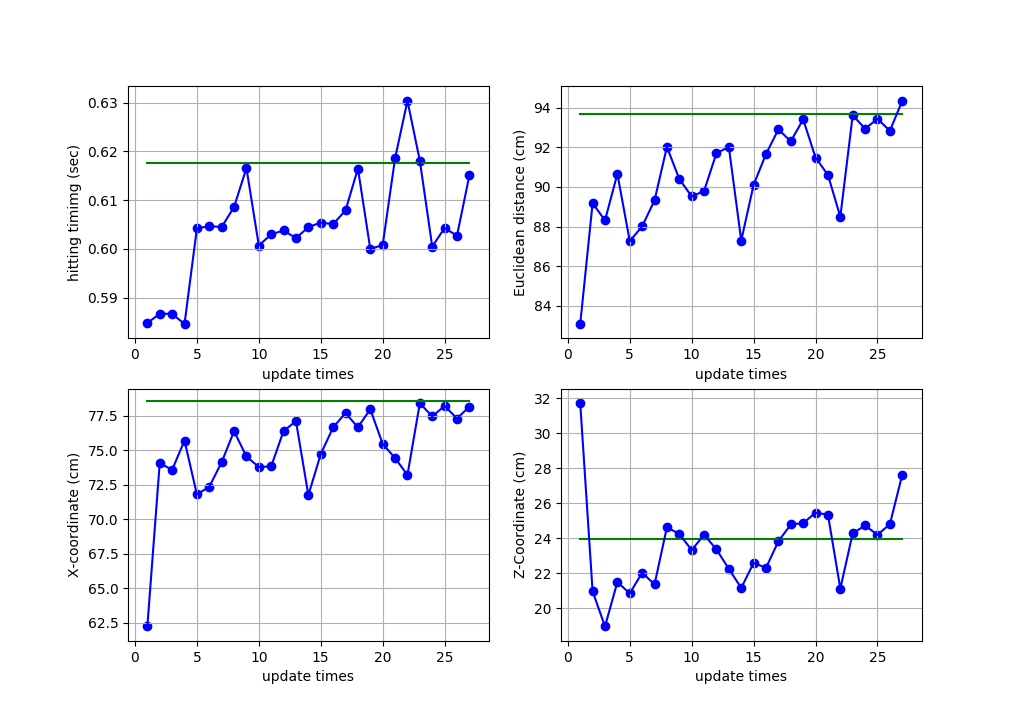 0.63
0.62
0.61
0.60
0.59
hitting timimg (sec)
0 5 10 15 20 25
update times
94
92
90
88
86
84
Euclidean distance (cm)
0 5 10 15 20 25
update times
77.5
75.0
72.5
70.0
67.5
65.0
62.5
X-coordinate (cm)
0 5 10 15 20 25
update times
32
30
28
26
24
22
20
Z-Coordinate (cm)
0 5 10 15 20 25
update times